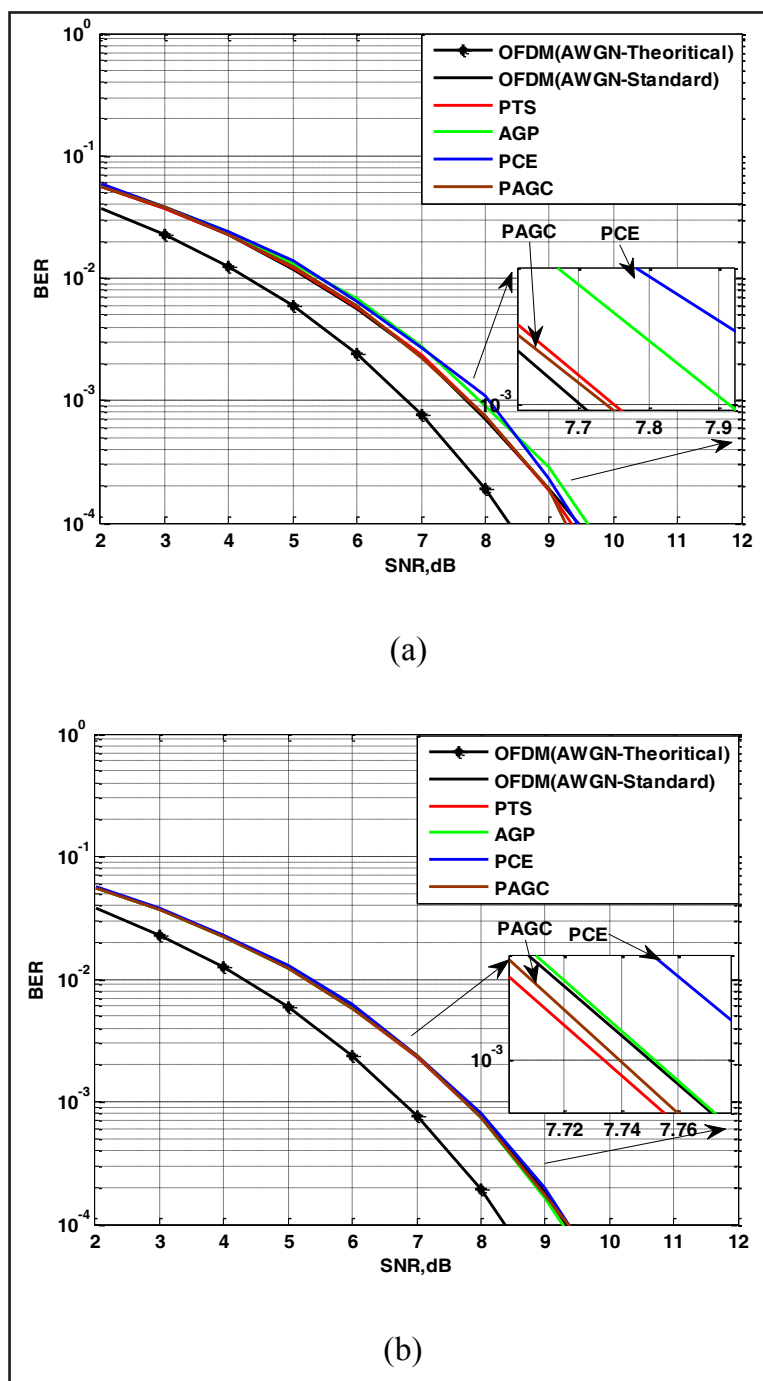 10^0
10^-1
10^-2
10^-3
10^-4
BER
OFDM(AWGN-Theoritical)
OFDM(AWGN-Standard)
PTS
AGP
PCE
PAGC
PAGC
PCE
10^-3
7.7 7.8 7.9
2 3 4 5 6 7 8 9 10 11 12
SNR,dB
(a)
10^0
10^-1
10^-2
10^-3
10^-4
BER
OFDM(AWGN-Theoritical)
OFDM(AWGN-Standard)
PTS
AGP
PCE
PAGC
PAGC
PCE
10^-3
7.72 7.74 7.76
2 3 4 5 6 7 8 9 10 11 12
SNR,dB
(b)